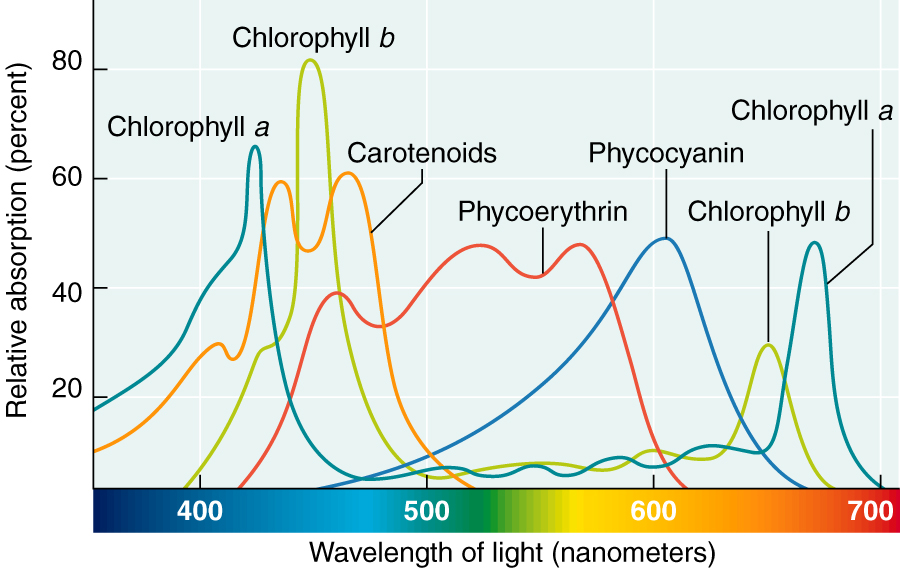 Chlorophyll b
Chlorophyll a
Chlorophyll a
Carotenoids
Phycocyanin
Phycoerythrin
Chlorophyll b
Relative absorption (percent)
80
60
40
20
400 500 600 700
Wavelength of light (nanometers)